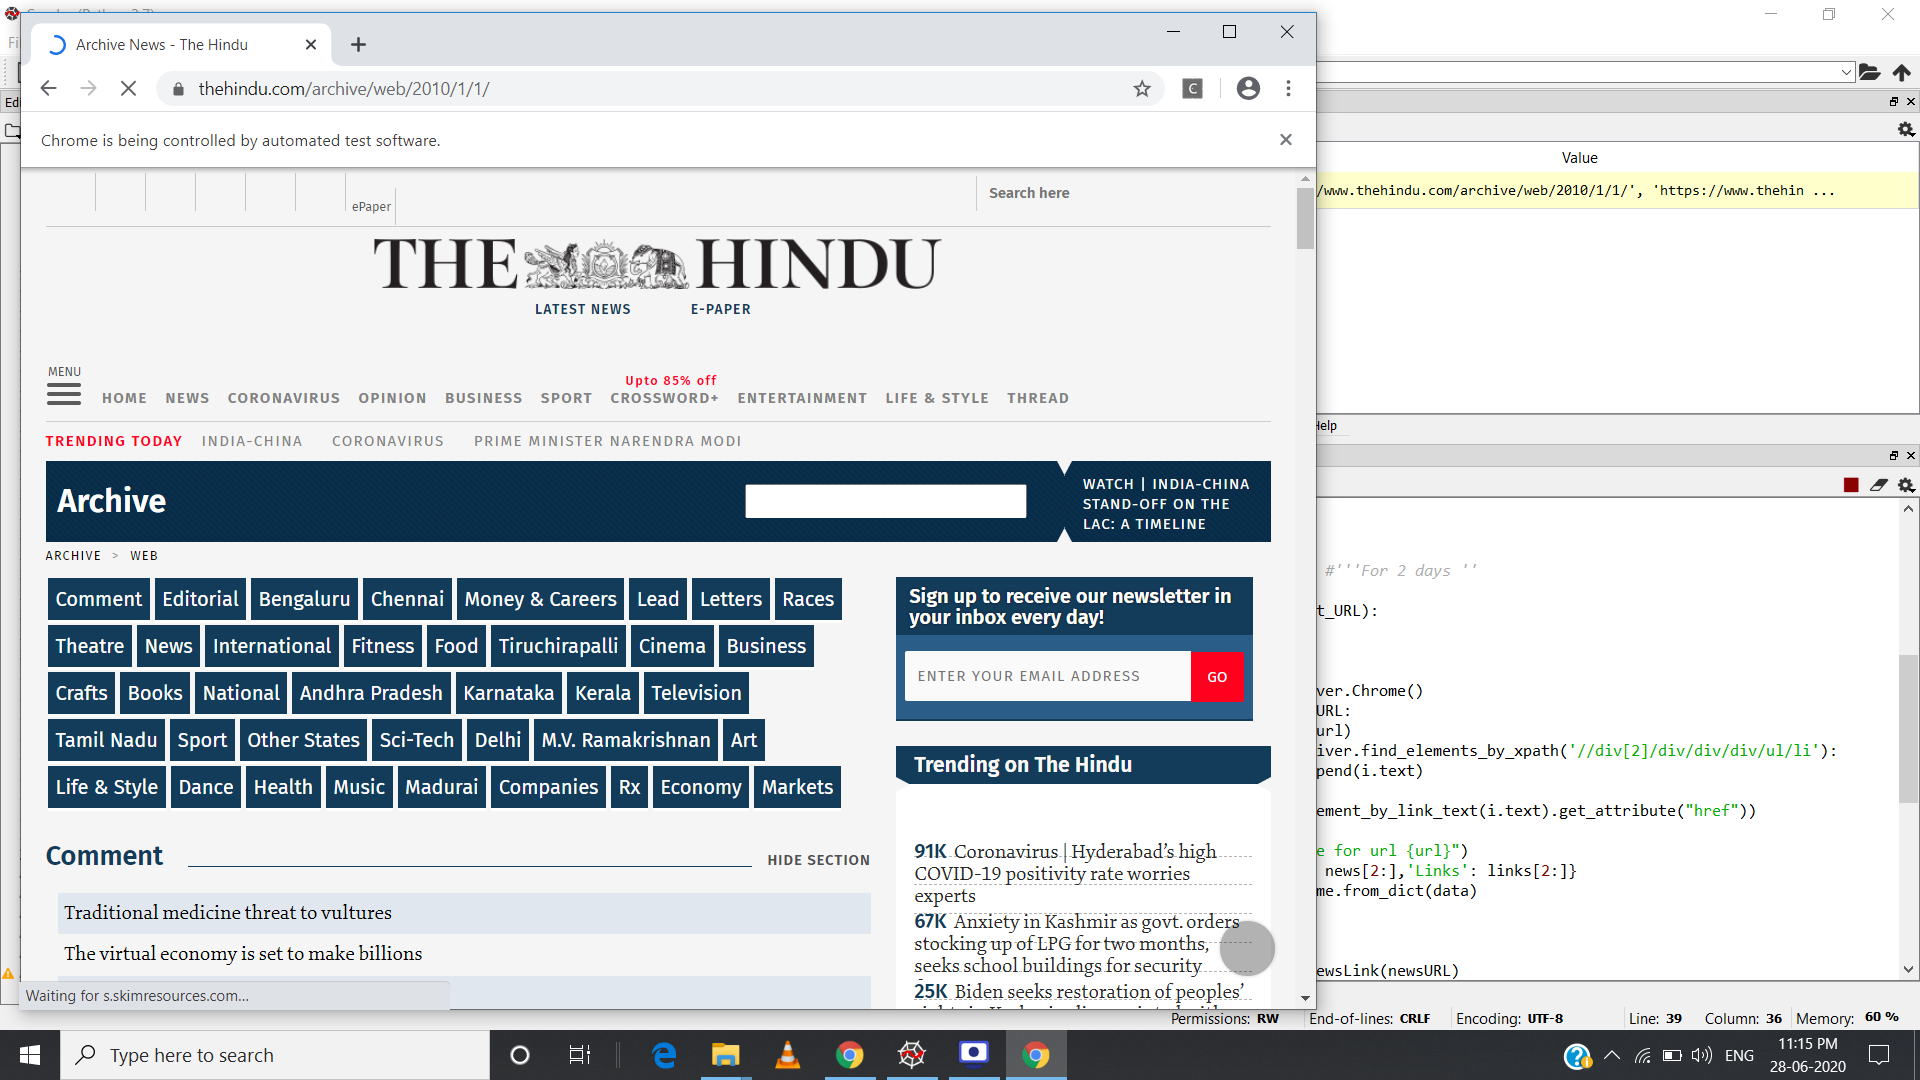 Archive News - The Hindu
thehindu.com/archive/web/2010/1/1/
C
Chrome is being controlled by automated test software.
ePaper
Search here
THE HINDU
LATEST NEWS E-PAPER
MENU
Upto 85% off
HOME NEWS CORONAVIRUS OPINION BUSINESS SPORT CROSSWORD+ ENTERTAINMENT LIFE & STYLE THREAD
TRENDING TODAY INDIA-CHINA CORONAVIRUS PRIME MINISTER NARENDRA MODI
Archive
WATCH | INDIA-CHINA
STAND-OFF ON THE
LAC: A TIMELINE
ARCHIVE > WEB
Comment Editorial Bengaluru Chennai Money & Careers Lead Letters Races
Theatre News International Fitness Food Tiruchirapalli Cinema Business
Crafts Books National Andhra Pradesh Karnataka Kerala Television
Tamil Nadu Sport Other States Sci-Tech Delhi M.V. Ramakrishnan Art
Life & Style Dance Health Music Madurai Companies Rx Economy Markets
Comment
HIDE SECTION
Traditional medicine threat to vultures
The virtual economy is set to make billions
Sign up to receive our newsletter in
your inbox every day!
ENTER YOUR EMAIL ADDRESS GO
Trending on The Hindu
91K Coronavirus | Hyderabad's high
COVID-19 positivity rate worries
experts
67K Anxiety in Kashmir as govt. orders
stocking up of LPG for two months,
seeks school buildings for security
25K Biden seeks restoration of peoples'
Waiting for s.skimresources.com...
Value
/www.thehindu.com/archive/web/2010/1/1/', 'https://www.thehin ...
Help
#'''For 2 days ''
t_URL):
ver.Chrome()
URL:
url)
iver.find_elements_by_xpath('//div[2]/div/div/div/ul/li'):
pend(i.text)
ement_by_link_text(i.text).get_attribute("href"))
e for url {url}")
news[2:],'Links': links[2:]}
me.from_dict(data)
ewsLink(newsURL)
Permissions: RW End-of-lines: CRLF Encoding: UTF-8 Line: 39 Column: 36 Memory: 60 %
Type here to search
ENG
11:15 PM
28-06-2020